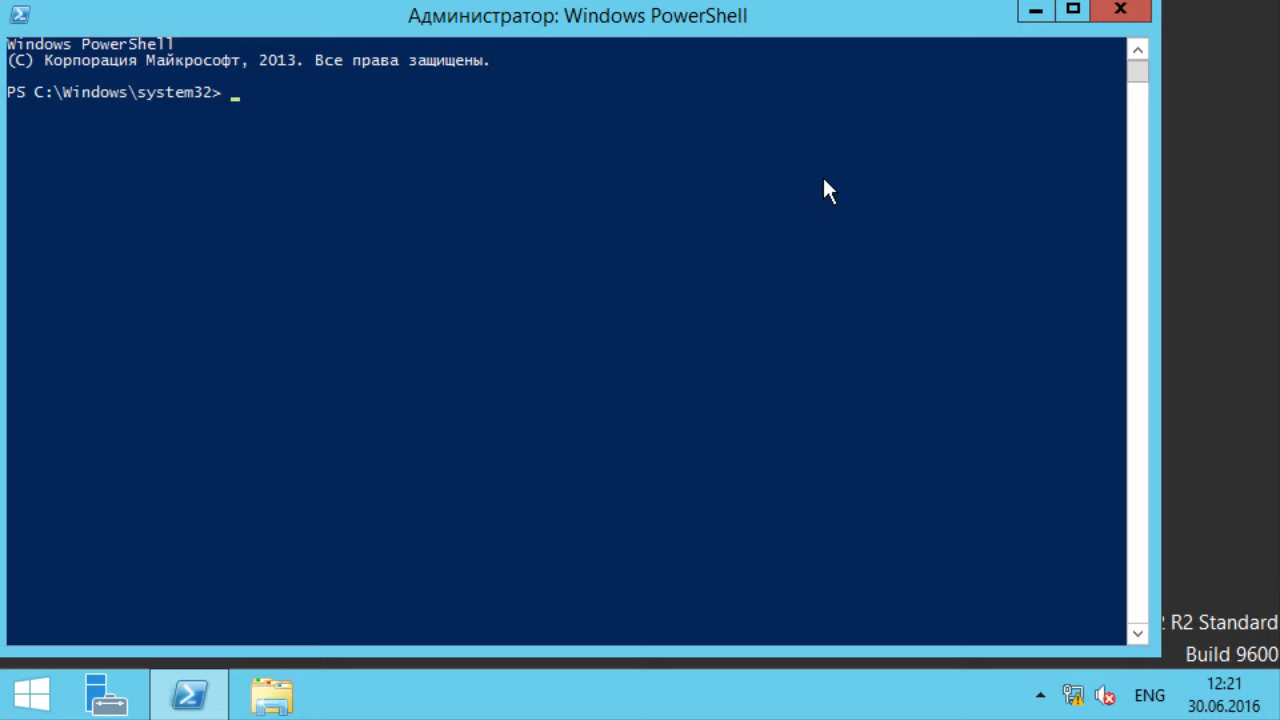 Администратор: Windows PowerShell
Windows PowerShell
(C) Корпорация Майкрософт, 2013. Все права защищены.
PS C:\Windows\system32>
R2 Standard
Build 9600
ENG
12:21
30.06.2016